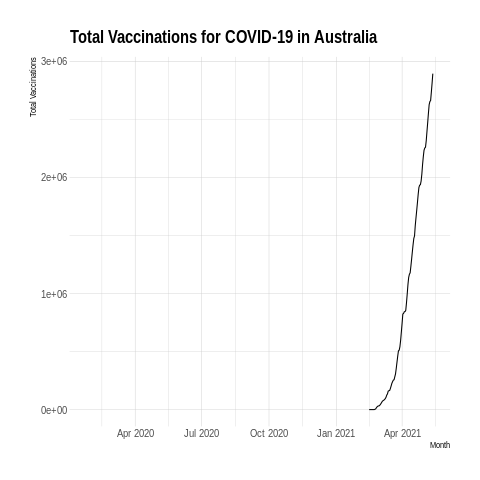 Total Vaccinations for COVID-19 in Australia
Total Vaccinations
3e+06
2e+06
1e+06
0e+00
Apr 2020 Jul 2020 Oct 2020 Jan 2021 Apr 2021
Month